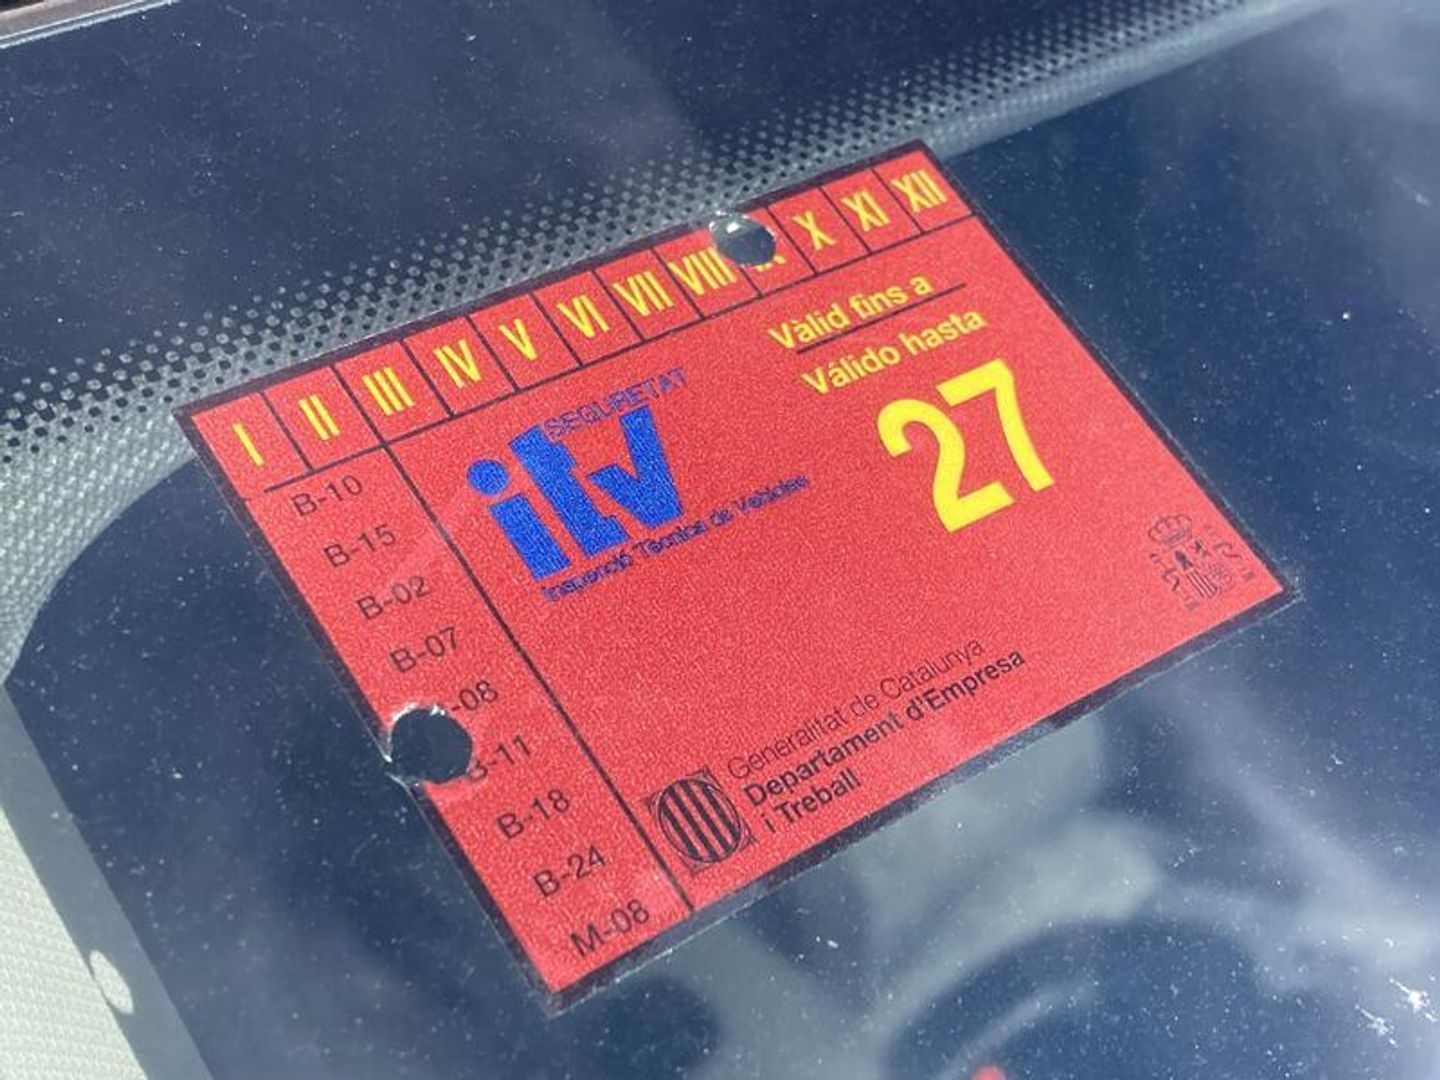 I II III IV V VI VII VIII X XI XII
Vàlid fins a
Válido hasta
27
SEGURETAT
itv
Inspecció Tècnica de Vehicles
B-10
B-15
B-02
B-07
-08
B-11
B-18
B-24
M-08
Generalitat de Catalunya
Departament d'Empresa
i Treball